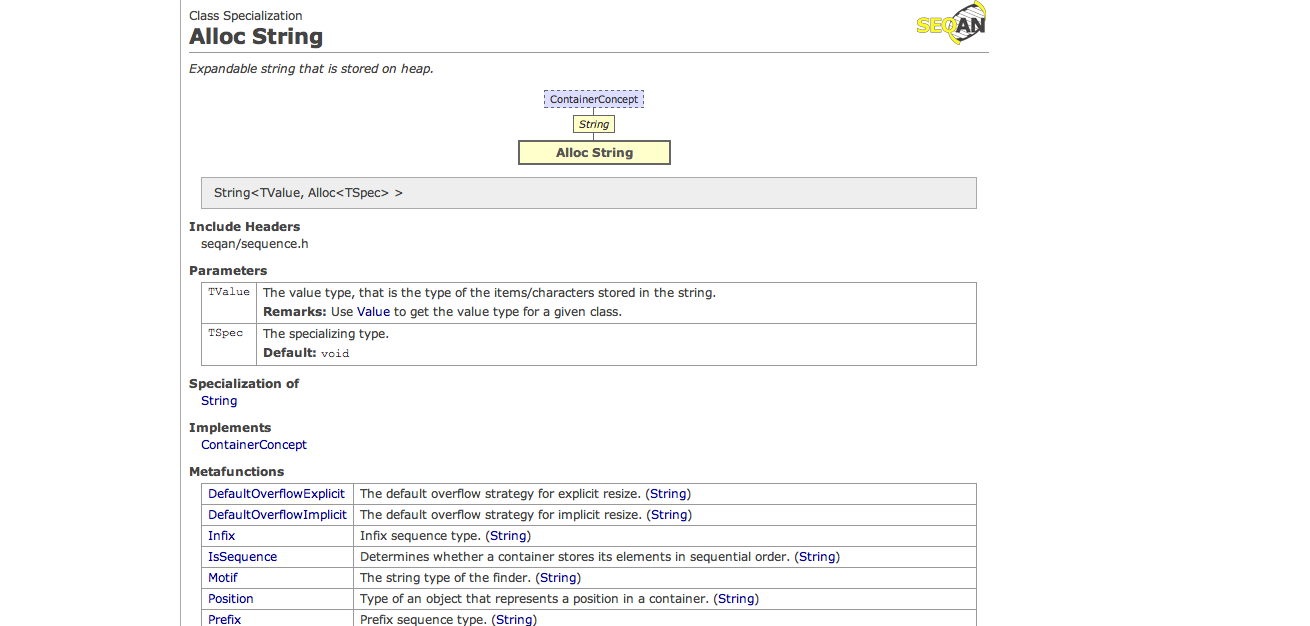 Class Specialization
Alloc String
SEQAN
Expandable string that is stored on heap.
ContainerConcept
String
Alloc String
String<TValue, Alloc<TSpec> >
Include Headers
seqan/sequence.h
Parameters
TValue The value type, that is the type of the items/characters stored in the string.
Remarks: Use Value to get the value type for a given class.
TSpec The specializing type.
Default: void
Specialization of
String
Implements
ContainerConcept
Metafunctions
DefaultOverflowExplicit The default overflow strategy for explicit resize. (String)
DefaultOverflowImplicit The default overflow strategy for implicit resize. (String)
Infix Infix sequence type. (String)
IsSequence Determines whether a container stores its elements in sequential order. (String)
Motif The string type of the finder. (String)
Position Type of an object that represents a position in a container. (String)
Prefix Prefix sequence type. (String)